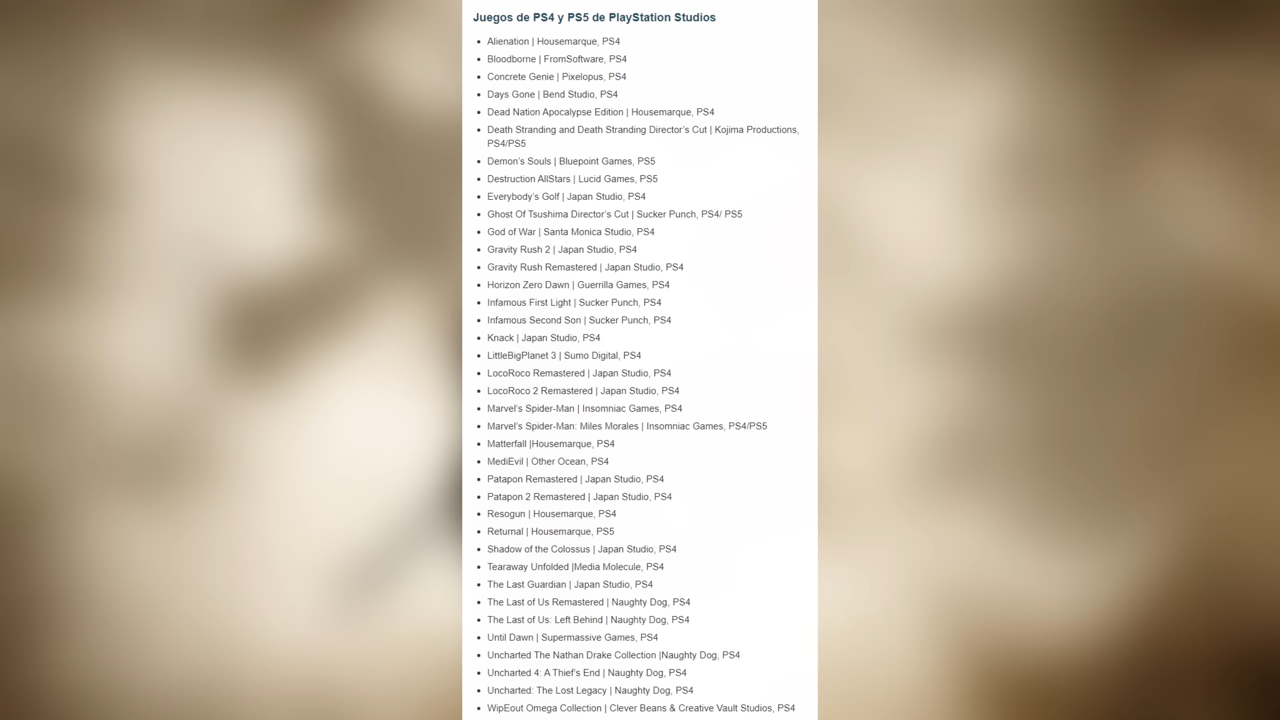 Juegos de PS4 y PS5 de PlayStation Studios
• Alienation | Housemarque, PS4
• Bloodborne | FromSoftware, PS4
• Concrete Genie | Pixelopus, PS4
• Days Gone | Bend Studio, PS4
• Dead Nation Apocalypse Edition | Housemarque, PS4
• Death Stranding and Death Stranding Director’s Cut | Kojima Productions,
PS4/PS5
• Demon’s Souls | Bluepoint Games, PS5
• Destruction AllStars | Lucid Games, PS5
• Everybody’s Golf | Japan Studio, PS4
• Ghost Of Tsushima Director’s Cut | Sucker Punch, PS4/ PS5
• God of War | Santa Monica Studio, PS4
• Gravity Rush 2 | Japan Studio, PS4
• Gravity Rush Remastered | Japan Studio, PS4
• Horizon Zero Dawn | Guerrilla Games, PS4
• Infamous First Light | Sucker Punch, PS4
• Infamous Second Son | Sucker Punch, PS4
• Knack | Japan Studio, PS4
• LittleBigPlanet 3 | Sumo Digital, PS4
• LocoRoco Remastered | Japan Studio, PS4
• LocoRoco 2 Remastered | Japan Studio, PS4
• Marvel’s Spider-Man | Insomniac Games, PS4
• Marvel’s Spider-Man: Miles Morales | Insomniac Games, PS4/PS5
• Matterfall |Housemarque, PS4
• MediEvil | Other Ocean, PS4
• Patapon Remastered | Japan Studio, PS4
• Patapon 2 Remastered | Japan Studio, PS4
• Resogun | Housemarque, PS4
• Returnal | Housemarque, PS5
• Shadow of the Colossus | Japan Studio, PS4
• Tearaway Unfolded |Media Molecule, PS4
• The Last Guardian | Japan Studio, PS4
• The Last of Us Remastered | Naughty Dog, PS4
• The Last of Us: Left Behind | Naughty Dog, PS4
• Until Dawn | Supermassive Games, PS4
• Uncharted The Nathan Drake Collection |Naughty Dog, PS4
• Uncharted 4: A Thief’s End | Naughty Dog, PS4
• Uncharted: The Lost Legacy | Naughty Dog, PS4
• WipEout Omega Collection | Clever Beans & Creative Vault Studios, PS4